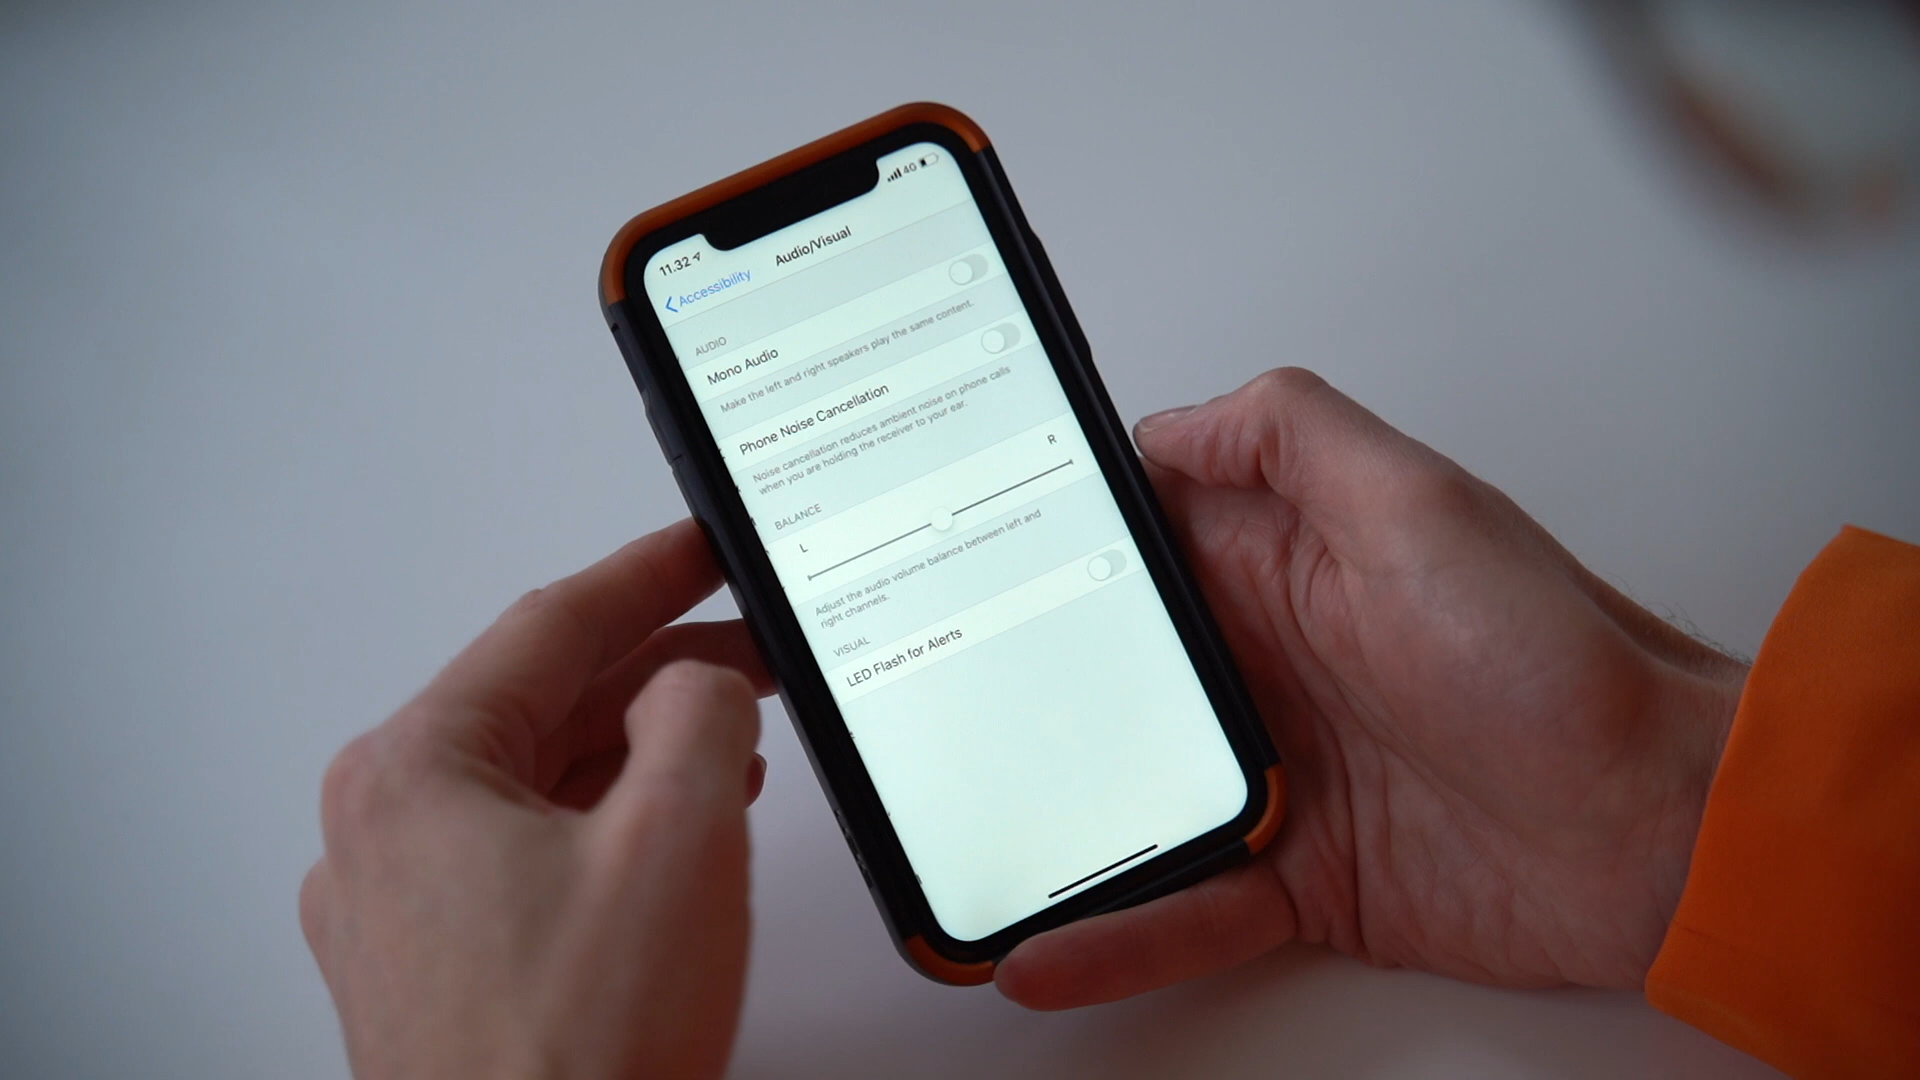 11.32
4G
Accessibility
Audio/Visual
AUDIO
Mono Audio
Make the left and right speakers play the same content.
Phone Noise Cancellation
Noise cancellation reduces ambient noise on phone calls
when you are holding the receiver to your ear.
BALANCE
L
R
Adjust the audio volume balance between left and
right channels.
VISUAL
LED Flash for Alerts